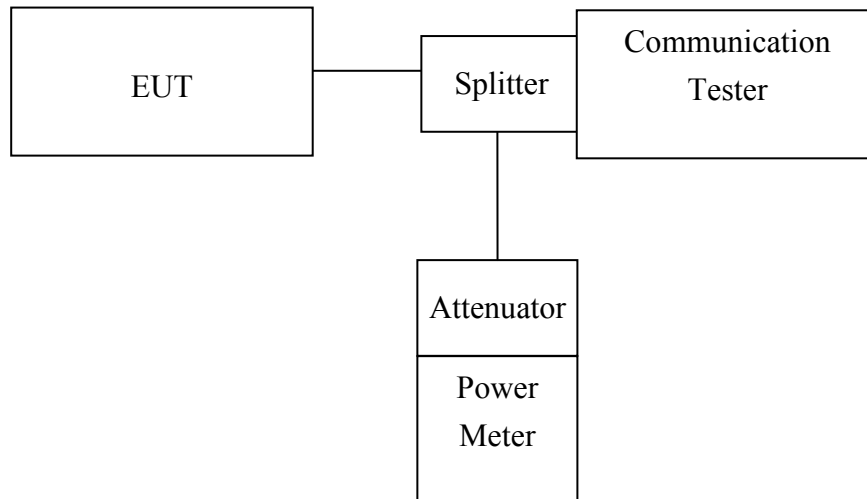 EUT
Splitter
Communication
Tester
Attenuator
Power
Meter